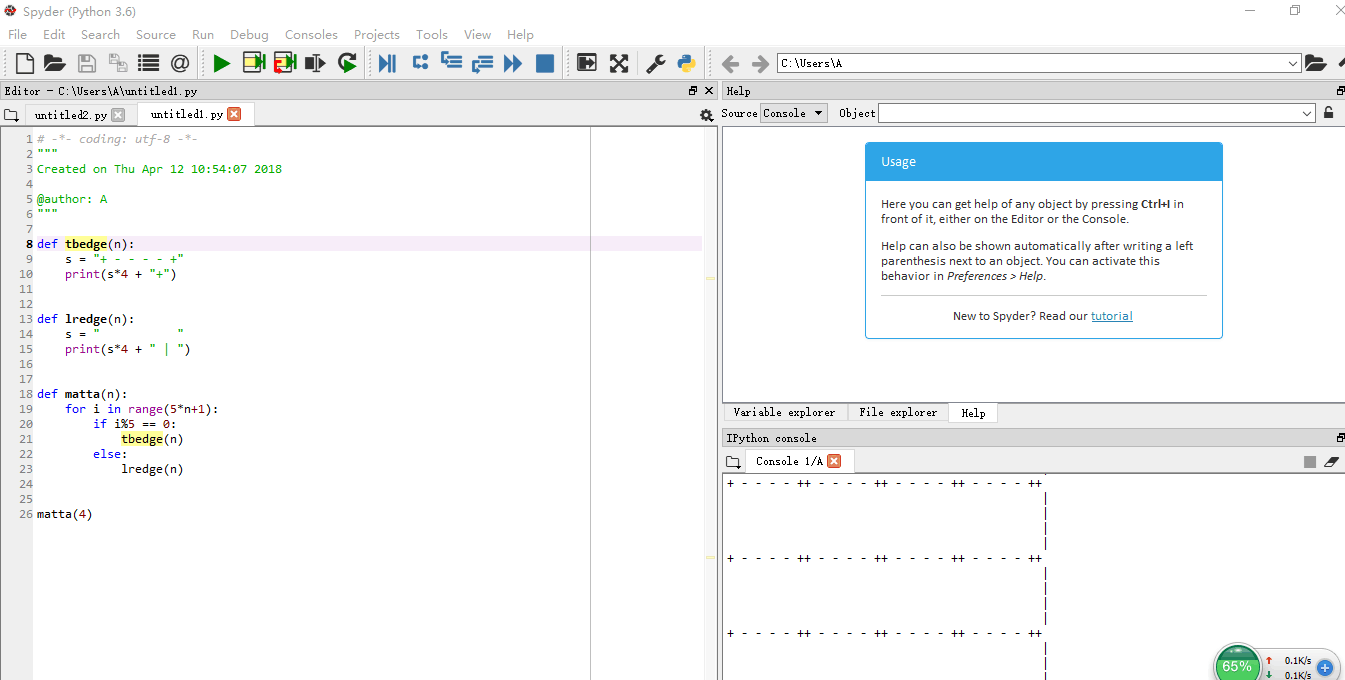 Spyder (Python 3.6)
File Edit Search Source Run Debug Consoles Projects Tools View Help
C:\Users\A
Editor - C:\Users\A\untitled1.py
Help
untitled2.py untitled1.py
Source Console Object
1 # -*- coding: utf-8 -*-
2 """
3 Created on Thu Apr 12 10:54:07 2018
4
5 @author: A
6 """
7
8 def tbedge(n):
9     s = "+ - - - - +"
10     print(s*4 + "+")
11
12
13 def lredge(n):
14     s = "           "
15     print(s*4 + " | ")
16
17
18 def matta(n):
19     for i in range(5*n+1):
20         if i%5 == 0:
21             tbedge(n)
22         else:
23             lredge(n)
24
25
26 matta(4)
Usage
Here you can get help of any object by pressing Ctrl+I in
front of it, either on the Editor or the Console.
Help can also be shown automatically after writing a left
parenthesis next to an object. You can activate this
behavior in Preferences > Help.
New to Spyder? Read our tutorial
Variable explorer File explorer Help
IPython console
Console 1/A
+ - - - - ++ - - - - ++ - - - - ++ - - - - ++
|
|
|
|
+ - - - - ++ - - - - ++ - - - - ++ - - - - ++
|
|
|
|
+ - - - - ++ - - - - ++ - - - - ++ - - - - ++
|
|
|
65%
↑ 0.1K/s
↓ 0.1K/s